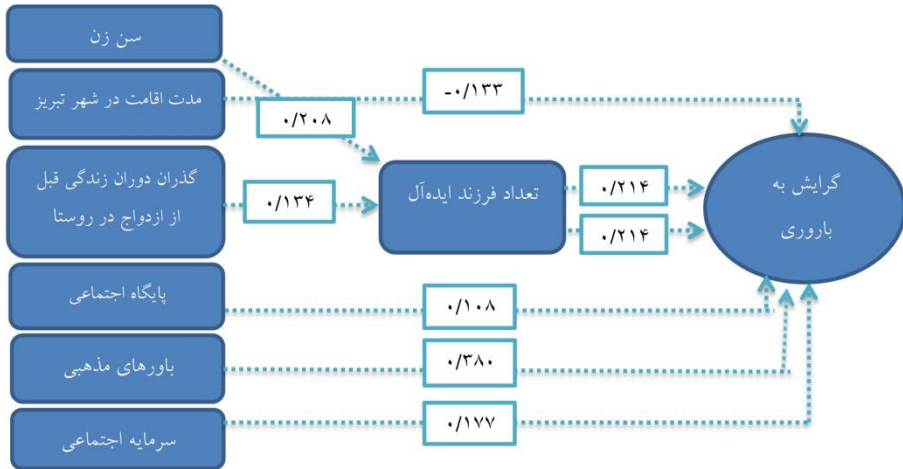 سن زن
مدت اقامت در شهر تبریز
-۰/۱۳۳
۰/۲۰۸
گذران دوران زندگی قبل
از ازدواج در روستا
۰/۱۳۴
تعداد فرزند ایده‌آل
۰/۲۱۴
۰/۲۱۴
گرایش به
باروری
پایگاه اجتماعی
۰/۱۰۸
باورهای مذهبی
۰/۳۸۰
سرمایه اجتماعی
۰/۱۷۷